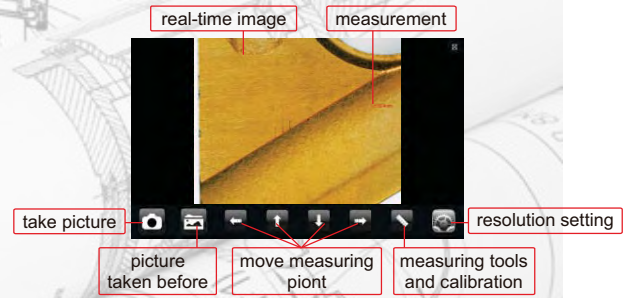 real-time image
measurement
take picture
resolution setting
picture
taken before
move measuring
piont
measuring tools
and calibration